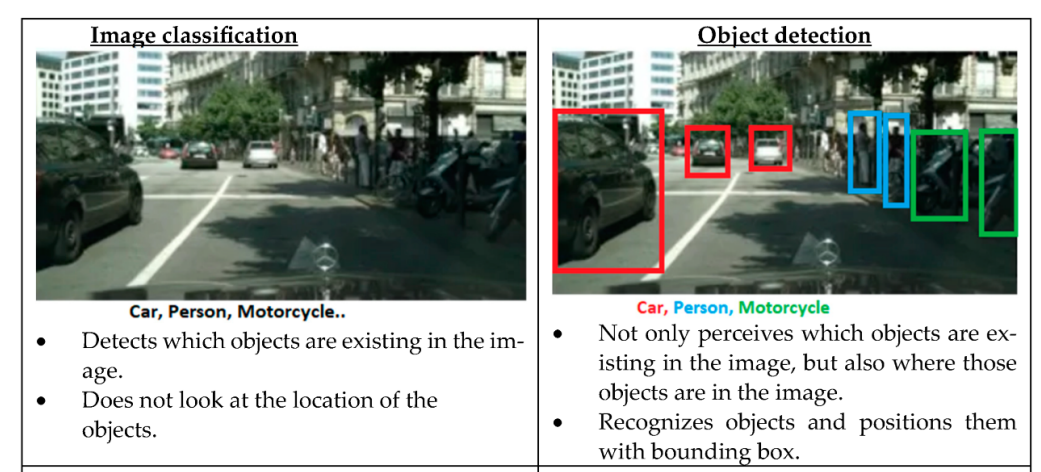 Image classification
Car, Person, Motorcycle..
• Detects which objects are existing in the im-
age.
• Does not look at the location of the
objects.
Object detection
Car, Person, Motorcycle
• Not only perceives which objects are ex-
isting in the image, but also where those
objects are in the image.
• Recognizes objects and positions them
with bounding box.